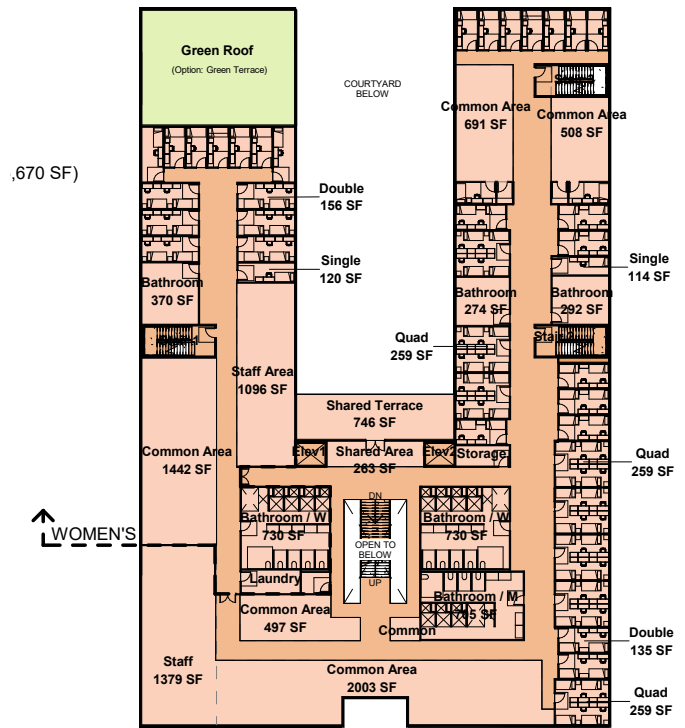 Green Roof
(Option: Green Terrace)
COURTYARD
BELOW
Common Area
691 SF
Common Area
508 SF
,670 SF)
Double
156 SF
Single
120 SF
Single
114 SF
Bathroom
370 SF
Bathroom
274 SF
Bathroom
292 SF
Quad
259 SF
Staff Area
1096 SF
Shared Terrace
746 SF
Common Area
1442 SF
Elev1
Shared Area
263 SF
Elev2
Storage
Quad
259 SF
DN
Bathroom / W
730 SF
Bathroom / W
730 SF
WOMEN'S
OPEN TO
BELOW
UP
Laundry
Bathroom / M
Common Area
497 SF
Common
Double
135 SF
Staff
1379 SF
Common Area
2003 SF
Quad
259 SF